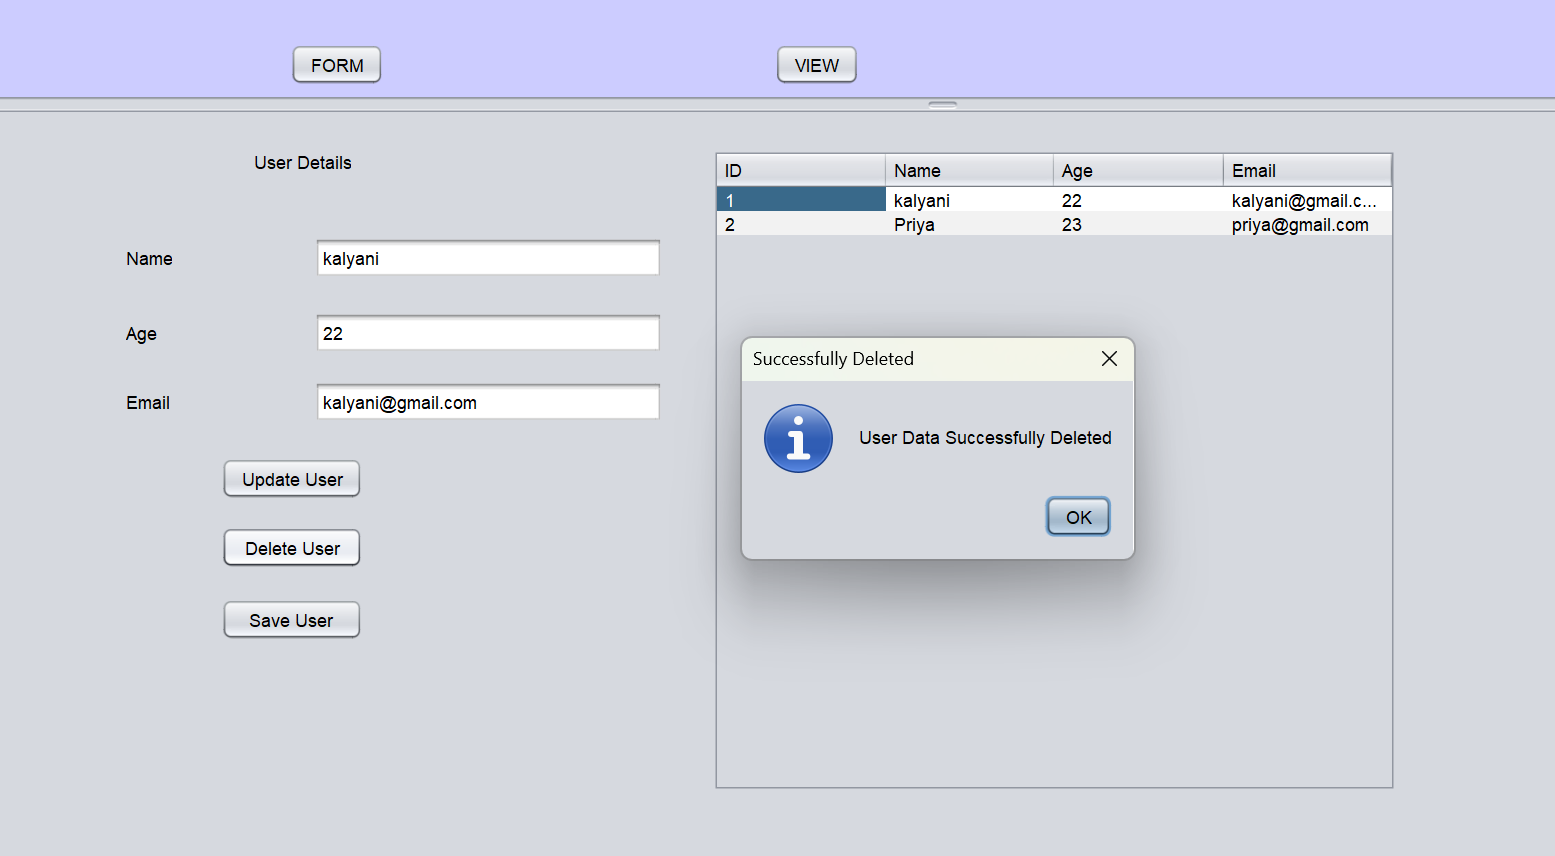 FORM VIEW
User Details
Name kalyani
Age 22
Email kalyani@gmail.com
Update User
Delete User
Save User
ID Name Age Email
1 kalyani 22 kalyani@gmail.c...
2 Priya 23 priya@gmail.com
Successfully Deleted
User Data Successfully Deleted
OK